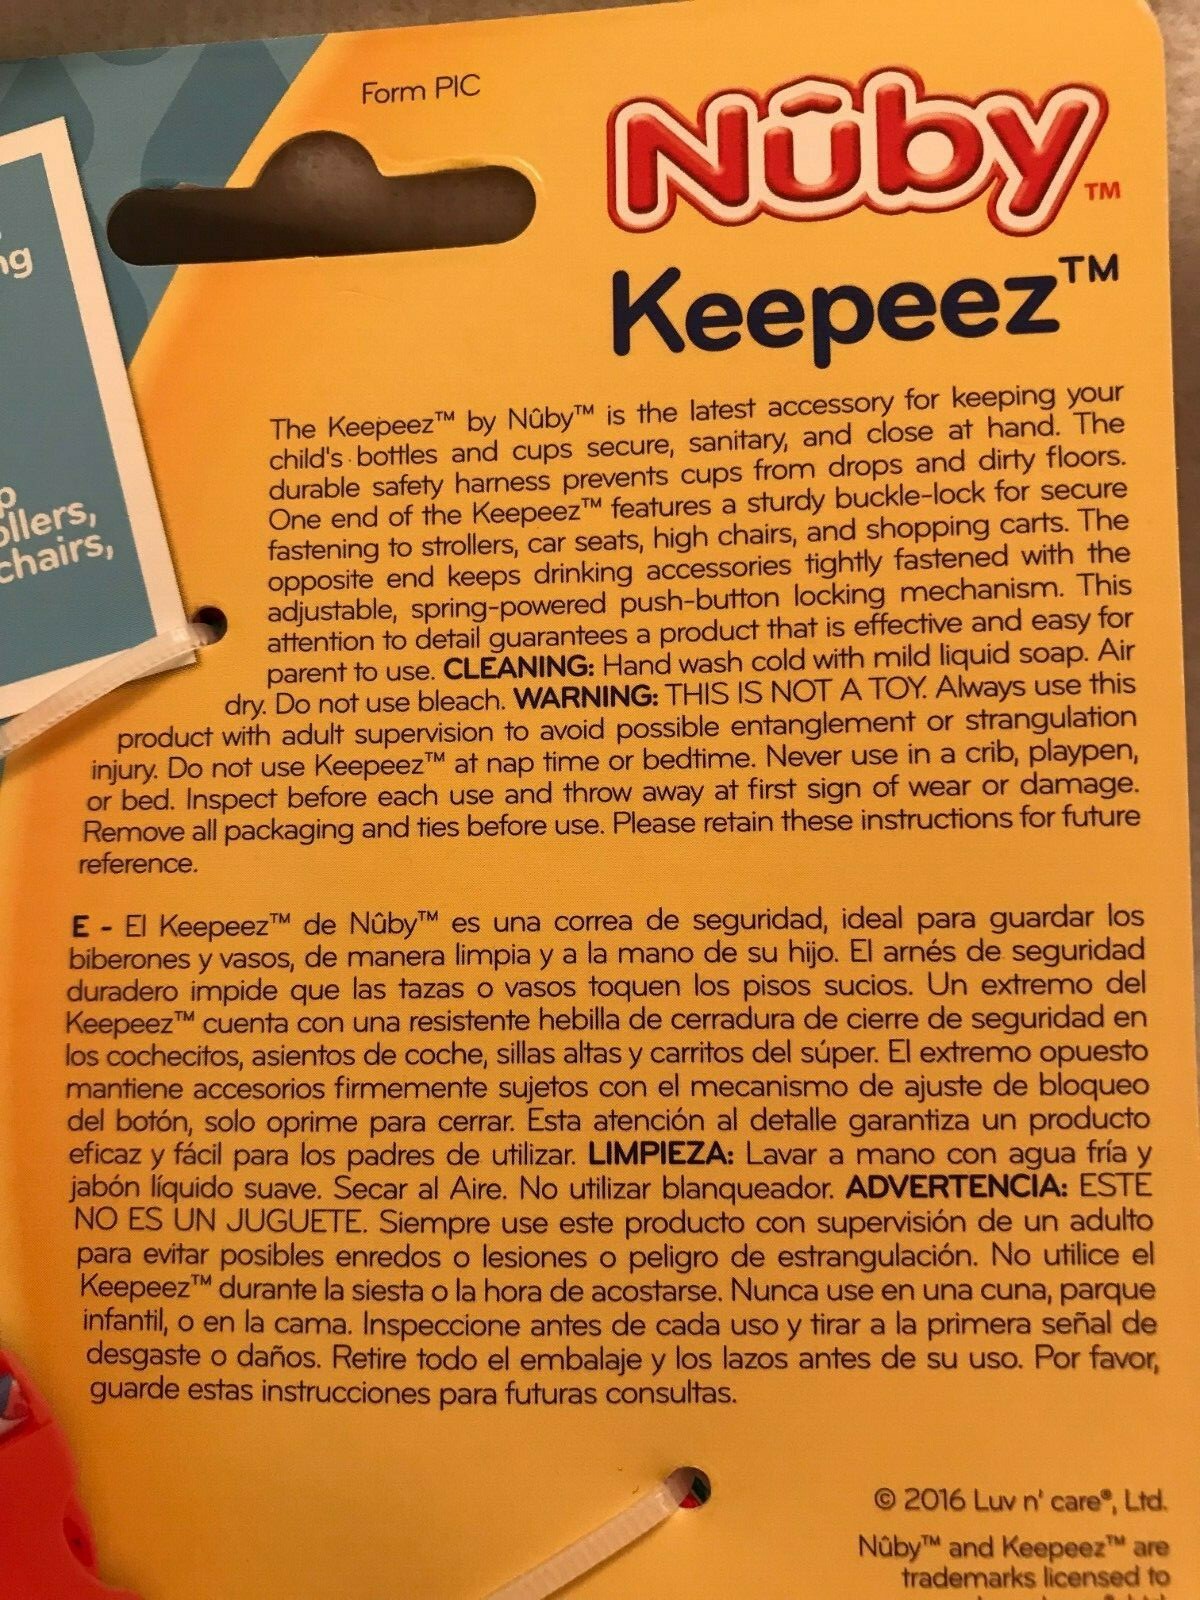 Form PIC
Nûby™
Keepeez™
ng
ollers,
chairs,
The Keepeez™ by Nûby™ is the latest accessory for keeping your
child's bottles and cups secure, sanitary, and close at hand. The
durable safety harness prevents cups from drops and dirty floors.
One end of the Keepeez™ features a sturdy buckle-lock for secure
fastening to strollers, car seats, high chairs, and shopping carts. The
opposite end keeps drinking accessories tightly fastened with the
adjustable, spring-powered push-button locking mechanism. This
attention to detail guarantees a product that is effective and easy for
parent to use. CLEANING: Hand wash cold with mild liquid soap. Air
dry. Do not use bleach. WARNING: THIS IS NOT A TOY. Always use this
product with adult supervision to avoid possible entanglement or strangulation
injury. Do not use Keepeez™ at nap time or bedtime. Never use in a crib, playpen,
or bed. Inspect before each use and throw away at first sign of wear or damage.
Remove all packaging and ties before use. Please retain these instructions for future
reference.
E - El Keepeez™ de Nûby™ es una correa de seguridad, ideal para guardar los
biberones y vasos, de manera limpia y a la mano de su hijo. El arnés de seguridad
duradero impide que las tazas o vasos toquen los pisos sucios. Un extremo del
Keepeez™ cuenta con una resistente hebilla de cerradura de cierre de seguridad en
los cochecitos, asientos de coche, sillas altas y carritos del súper. El extremo opuesto
mantiene accesorios firmemente sujetos con el mecanismo de ajuste de bloqueo
del botón, solo oprime para cerrar. Esta atención al detalle garantiza un producto
eficaz y fácil para los padres de utilizar. LIMPIEZA: Lavar a mano con agua fría y
jabón líquido suave. Secar al Aire. No utilizar blanqueador. ADVERTENCIA: ESTE
NO ES UN JUGUETE. Siempre use este producto con supervisión de un adulto
para evitar posibles enredos o lesiones o peligro de estrangulación. No utilice el
Keepeez™ durante la siesta o la hora de acostarse. Nunca use en una cuna, parque
infantil, o en la cama. Inspeccione antes de cada uso y tirar a la primera señal de
desgaste o daños. Retire todo el embalaje y los lazos antes de su uso. Por favor,
guarde estas instrucciones para futuras consultas.
© 2016 Luv n' care®, Ltd.
Nûby™ and Keepeez™ are
trademarks licensed to